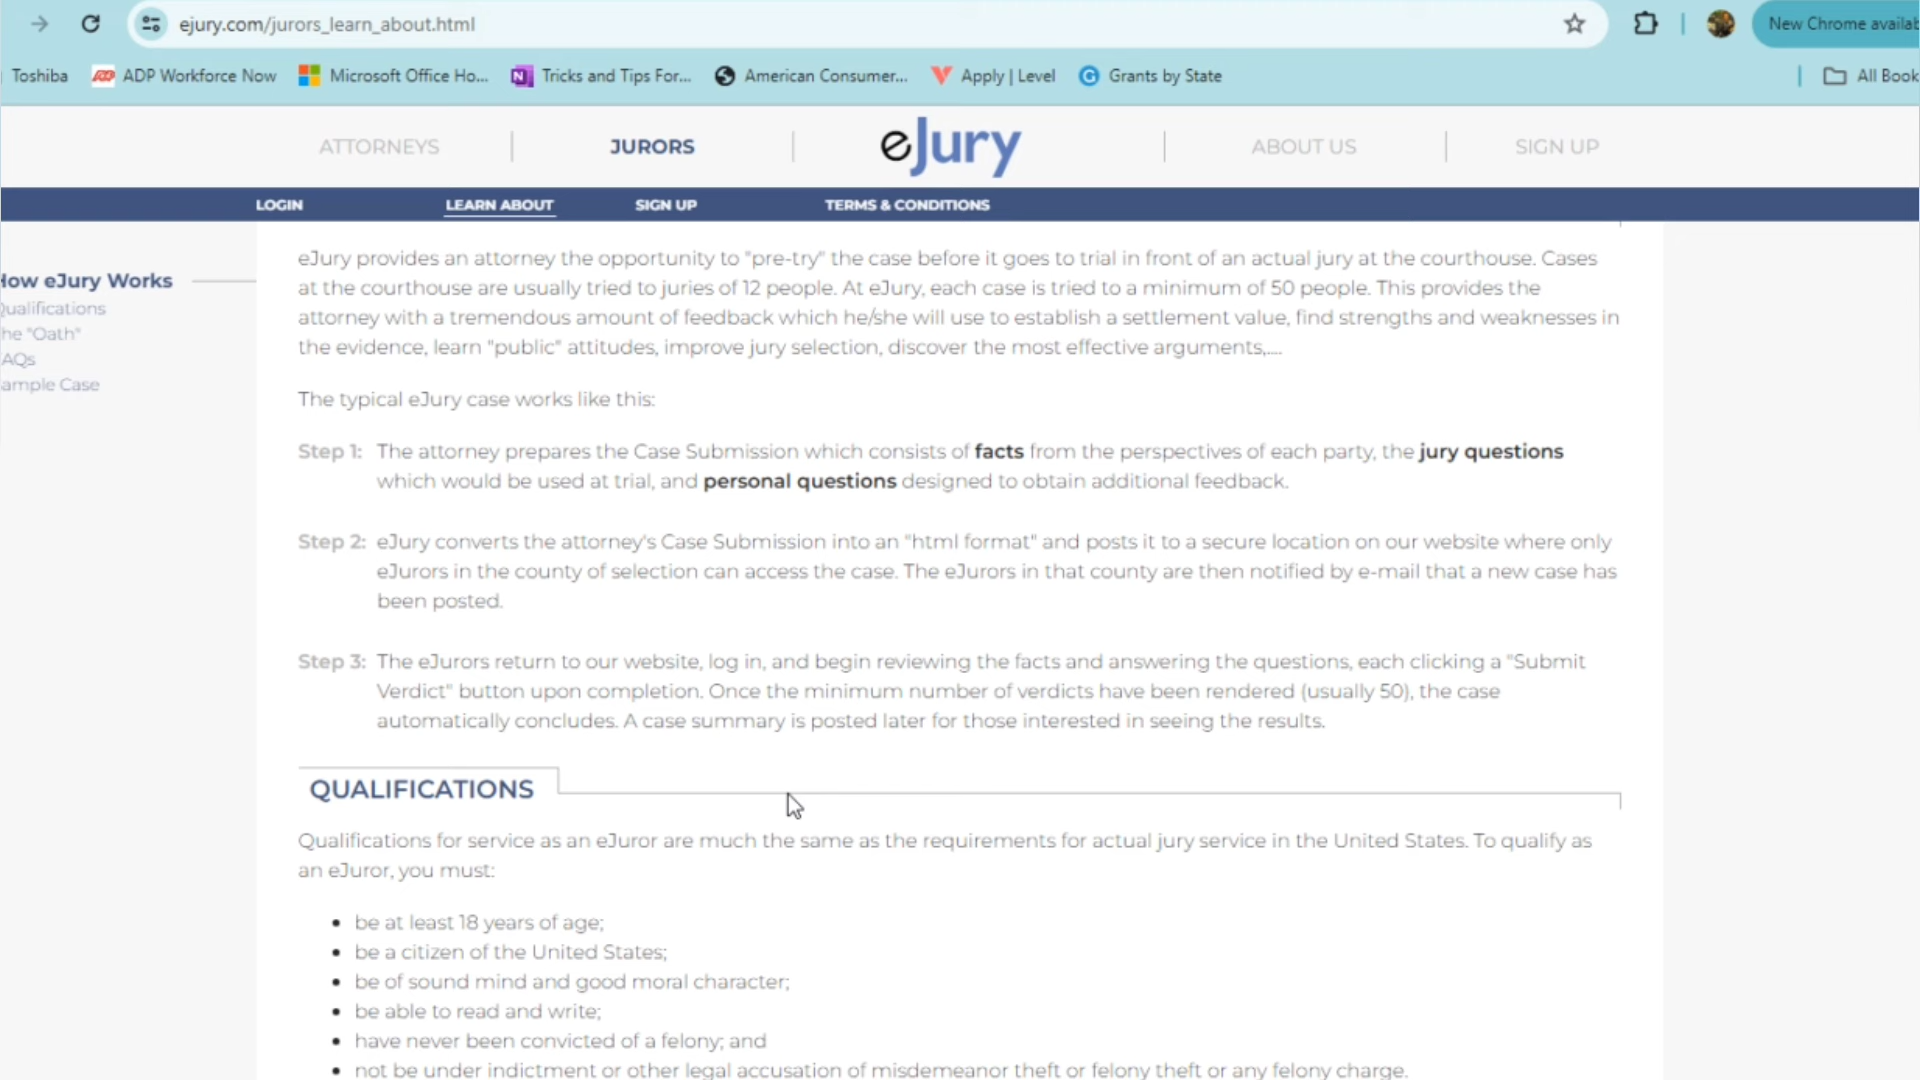 ejury.com/jurors_learn_about.html
New Chrome availab
Toshiba ADP Workforce Now Microsoft Office Ho... Tricks and Tips For... American Consumer... Apply | Level Grants by State All Book
ATTORNEYS JURORS eJury ABOUT US SIGN UP
LOGIN LEARN ABOUT SIGN UP TERMS & CONDITIONS
How eJury Works
Qualifications
The "Oath"
FAQs
Sample Case
eJury provides an attorney the opportunity to "pre-try" the case before it goes to trial in front of an actual jury at the courthouse. Cases
at the courthouse are usually tried to juries of 12 people. At eJury, each case is tried to a minimum of 50 people. This provides the
attorney with a tremendous amount of feedback which he/she will use to establish a settlement value, find strengths and weaknesses in
the evidence, learn "public" attitudes, improve jury selection, discover the most effective arguments,....
The typical eJury case works like this:
Step 1: The attorney prepares the Case Submission which consists of facts from the perspectives of each party, the jury questions
which would be used at trial, and personal questions designed to obtain additional feedback.
Step 2: eJury converts the attorney's Case Submission into an "html format" and posts it to a secure location on our website where only
eJurors in the county of selection can access the case. The eJurors in that county are then notified by e-mail that a new case has
been posted.
Step 3: The eJurors return to our website, log in, and begin reviewing the facts and answering the questions, each clicking a "Submit
Verdict" button upon completion. Once the minimum number of verdicts have been rendered (usually 50), the case
automatically concludes. A case summary is posted later for those interested in seeing the results.
QUALIFICATIONS
Qualifications for service as an eJuror are much the same as the requirements for actual jury service in the United States. To qualify as
an eJuror, you must:
be at least 18 years of age;
be a citizen of the United States;
be of sound mind and good moral character;
be able to read and write;
have never been convicted of a felony; and
not be under indictment or other legal accusation of misdemeanor theft or felony theft or any felony charge.